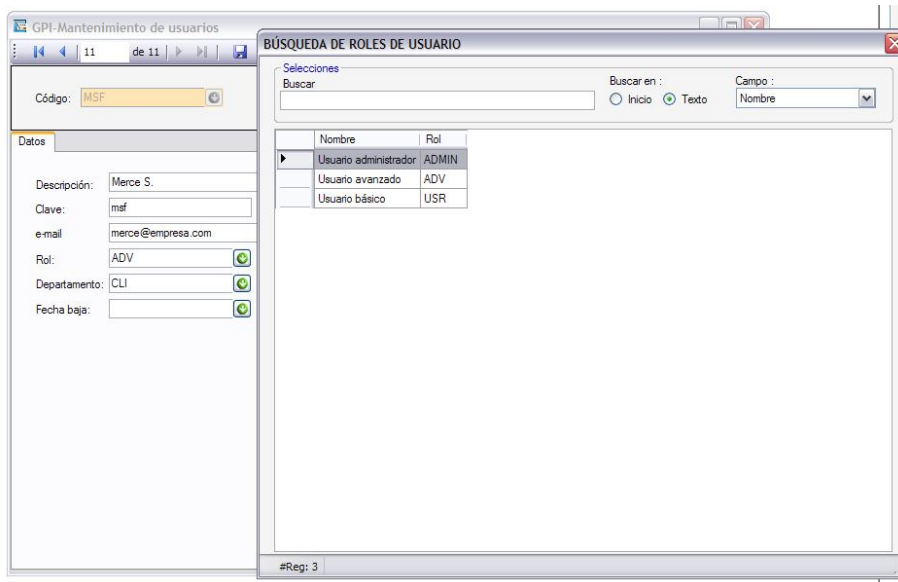 GPI-Mantenimiento de usuarios
11 de 11
Código: MSF
Datos
Descripción: Merce S.
Clave: msf
e-mail merce@empresa.com
Rol: ADV
Departamento: CLI
Fecha baja:
BÚSQUEDA DE ROLES DE USUARIO
Selecciones
Buscar
Buscar en :
Inicio Texto
Campo :
Nombre
Nombre Rol
Usuario administrador ADMIN
Usuario avanzado ADV
Usuario básico USR
#Reg: 3